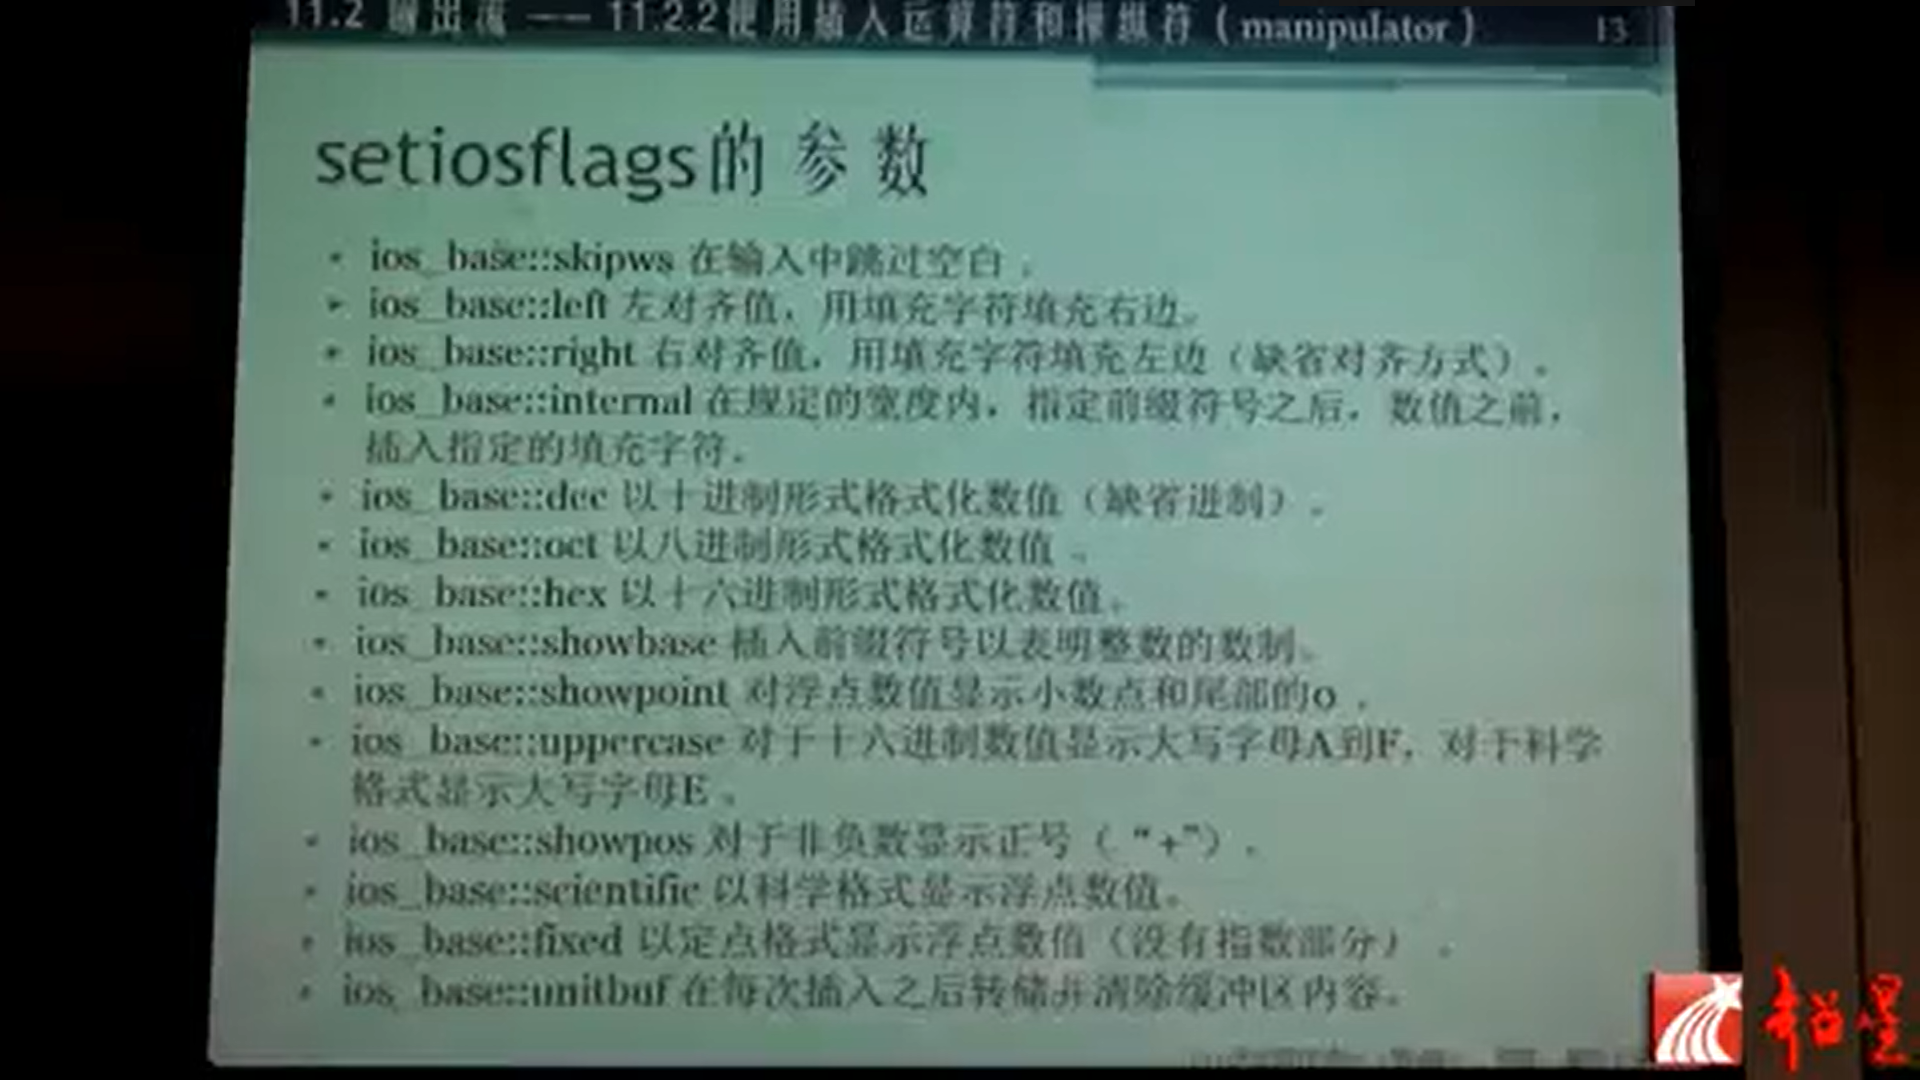 11.2 输出流 —— 11.2.2使用插入运算符和操纵符（manipulator） 13
setiosflags的参数
• ios_base::skipws 在输入中跳过空白 。
• ios_base::left 左对齐值，用填充字符填充右边。
• ios_base::right 右对齐值，用填充字符填充左边（缺省对齐方式）。
• ios_base::internal 在规定的宽度内，指定前缀符号之后，数值之前，
插入指定的填充字符。
• ios_base::dec 以十进制形式格式化数值（缺省进制）。
• ios_base::oct 以八进制形式格式化数值 。
• ios_base::hex 以十六进制形式格式化数值。
• ios_base::showbase 插入前缀符号以表明整数的数制。
• ios_base::showpoint 对浮点数值显示小数点和尾部的0 。
• ios_base::uppercase 对于十六进制数值显示大写字母A到F，对于科学
格式显示大写字母E 。
• ios_base::showpos 对于非负数显示正号（“+”）。
• ios_base::scientific 以科学格式显示浮点数值。
• ios_base::fixed 以定点格式显示浮点数值（没有指数部分） 。
• ios_base::unitbuf 在每次插入之后转储并清除缓冲区内容。